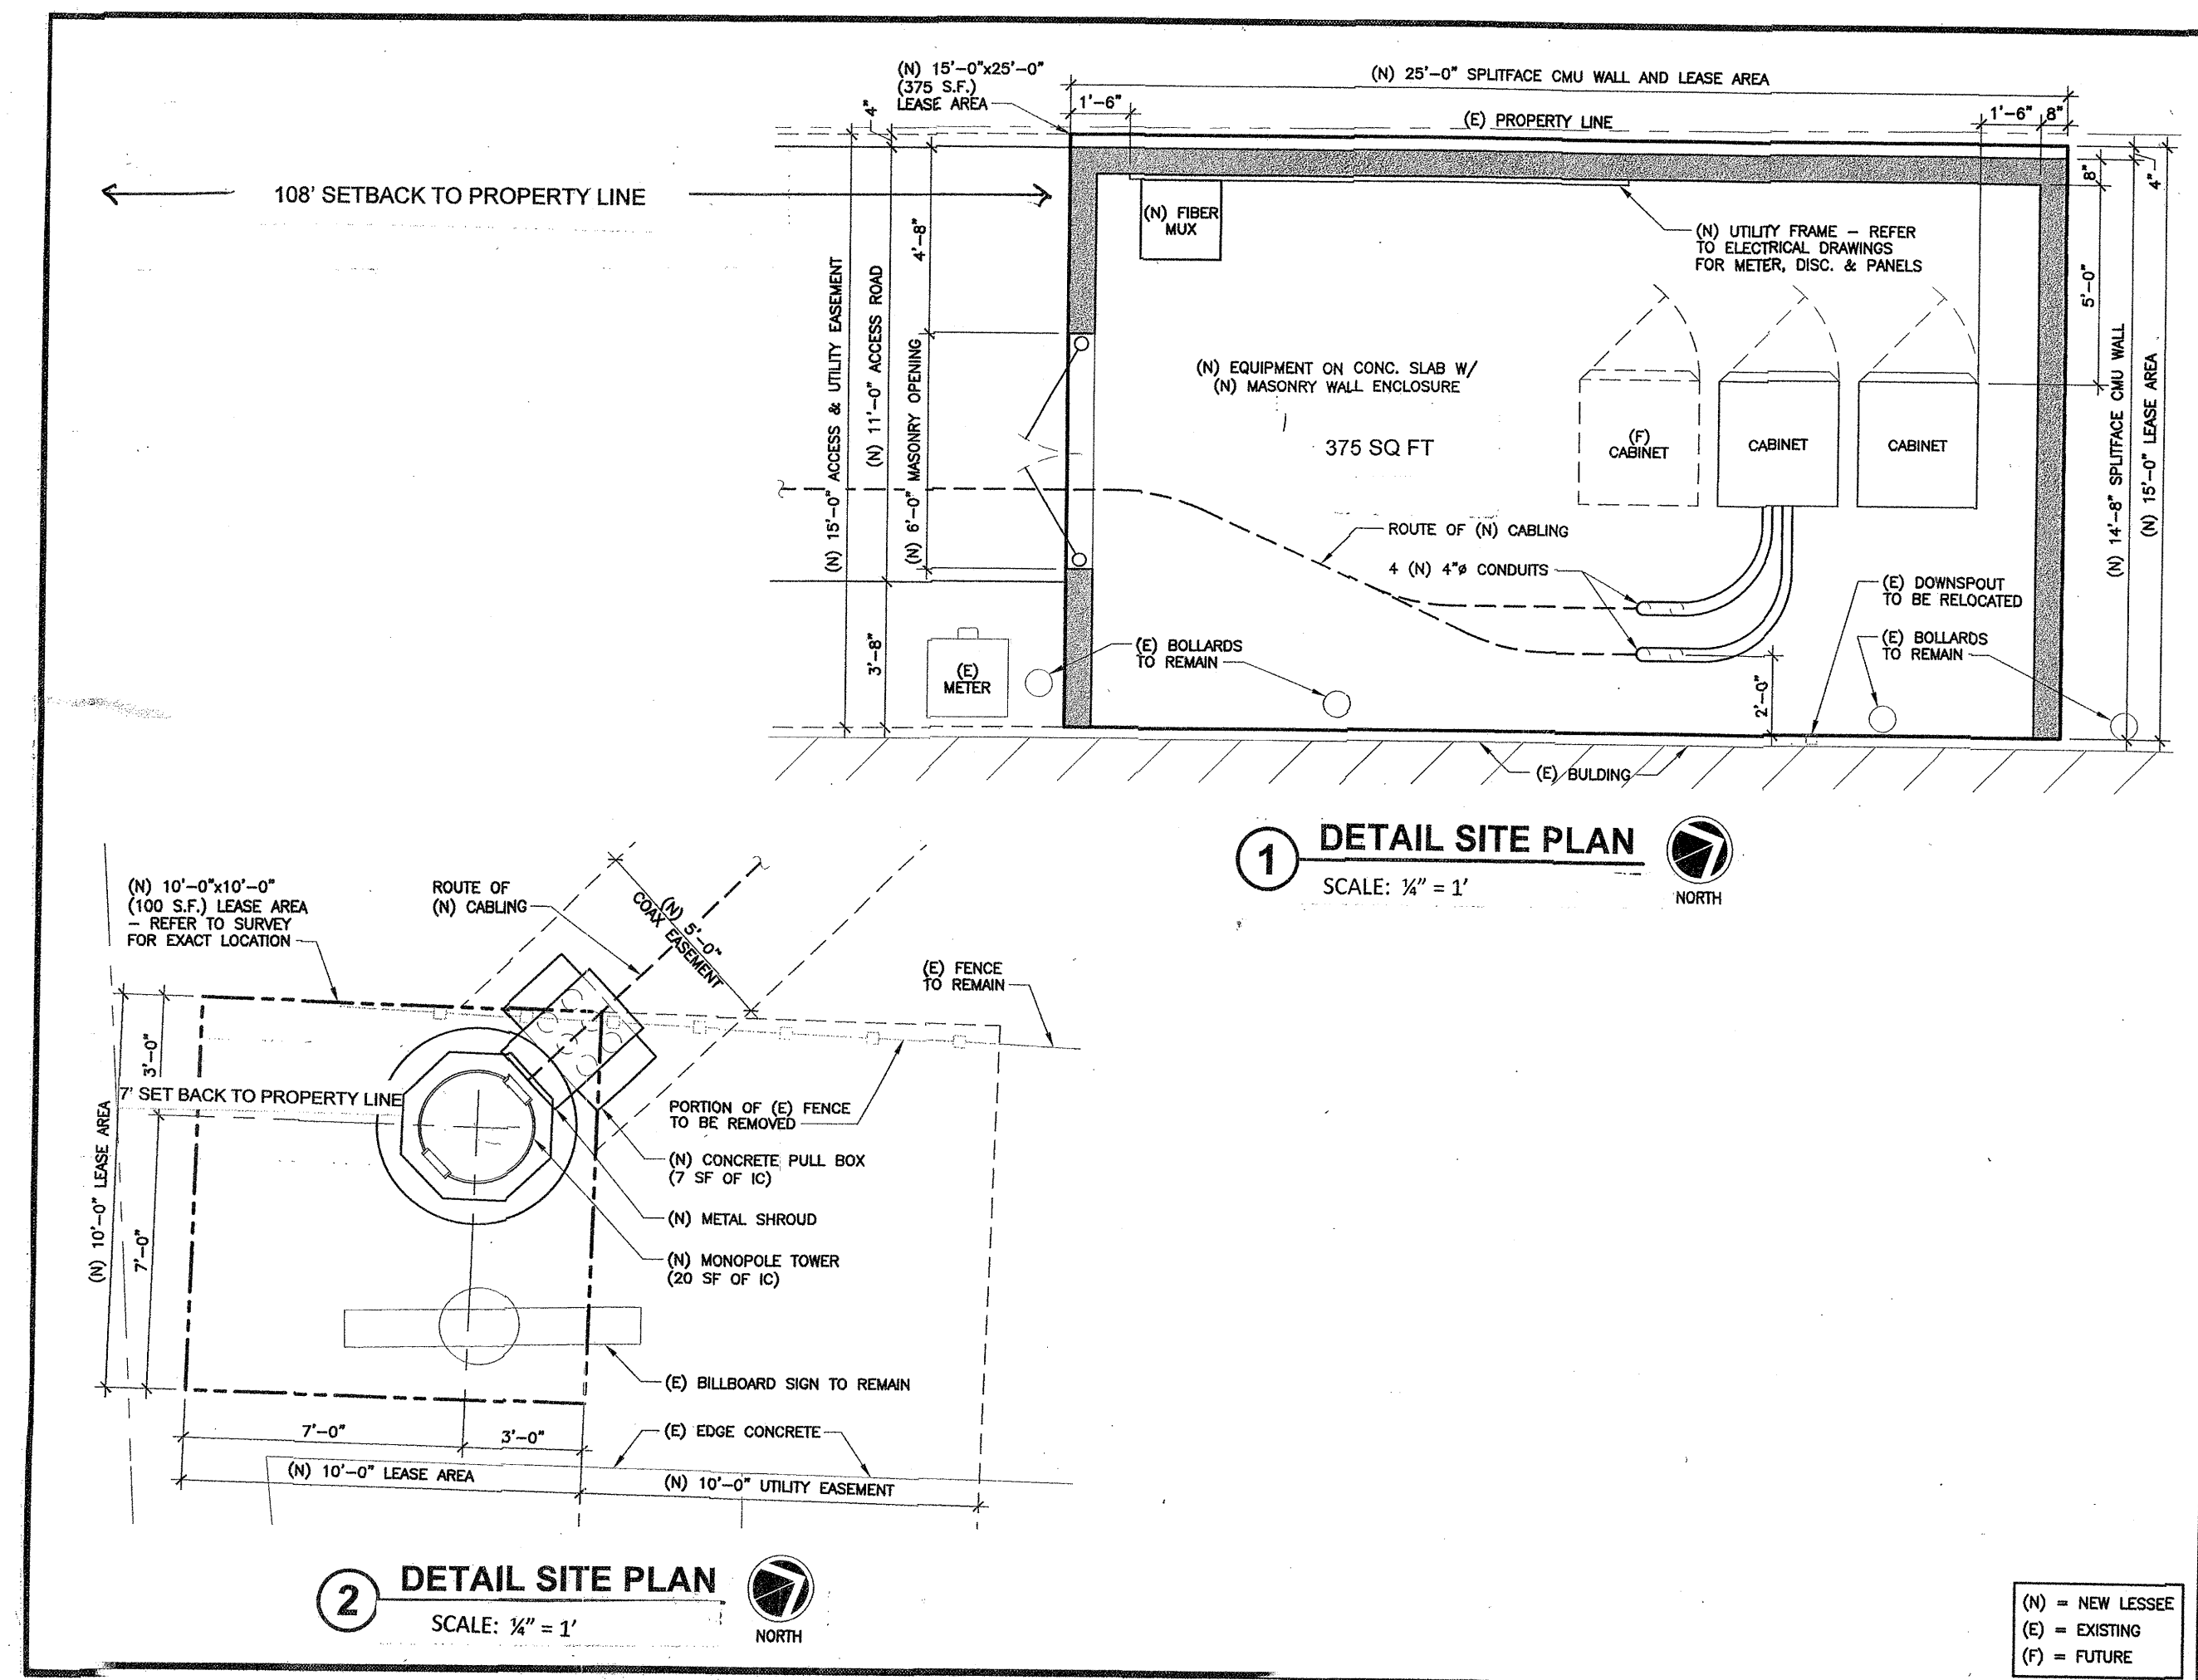 (N) 15'-0"x25'-0"
(375 S.F.)
LEASE AREA
(N) 25'-0" SPLITFACE CMU WALL AND LEASE AREA
4"
1'-6"
(E) PROPERTY LINE
1'-6"
8"
108' SETBACK TO PROPERTY LINE
(N) 15'-0" ACCESS & UTILITY EASEMENT
(N) 11'-0" ACCESS ROAD
4'-8"
(N) 6'-0" MASONRY OPENING
3'-8"
(N) FIBER
MUX
(N) UTILITY FRAME – REFER
TO ELECTRICAL DRAWINGS
FOR METER, DISC. & PANELS
8"
4"
5'-0"
(N) 14'-8" SPLITFACE CMU WALL
(N) 15'-0" LEASE AREA
(N) EQUIPMENT ON CONC. SLAB W/
(N) MASONRY WALL ENCLOSURE
375 SQ FT
(F)
CABINET
CABINET
CABINET
ROUTE OF (N) CABLING
4 (N) 4"ø CONDUITS
(E) DOWNSPOUT
TO BE RELOCATED
(E) BOLLARDS
TO REMAIN
(E) BOLLARDS
TO REMAIN
(E)
METER
2'-0"
(E) BULDING
1
DETAIL SITE PLAN
SCALE: ¼" = 1'
NORTH
(N) 10'-0"x10'-0"
(100 S.F.) LEASE AREA
– REFER TO SURVEY
FOR EXACT LOCATION
ROUTE OF
(N) CABLING
(N) 5'-0"
COAX EASEMENT
(E) FENCE
TO REMAIN
3'-0"
7' SET BACK TO PROPERTY LINE
(N) 10'-0" LEASE AREA
7'-0"
PORTION OF (E) FENCE
TO BE REMOVED
(N) CONCRETE PULL BOX
(7 SF OF IC)
(N) METAL SHROUD
(N) MONOPOLE TOWER
(20 SF OF IC)
(E) BILLBOARD SIGN TO REMAIN
7'-0"
3'-0"
(E) EDGE CONCRETE
(N) 10'-0" LEASE AREA
(N) 10'-0" UTILITY EASEMENT
2
DETAIL SITE PLAN
SCALE: ¼" = 1'
NORTH
(N) = NEW LESSEE
(E) = EXISTING
(F) = FUTURE